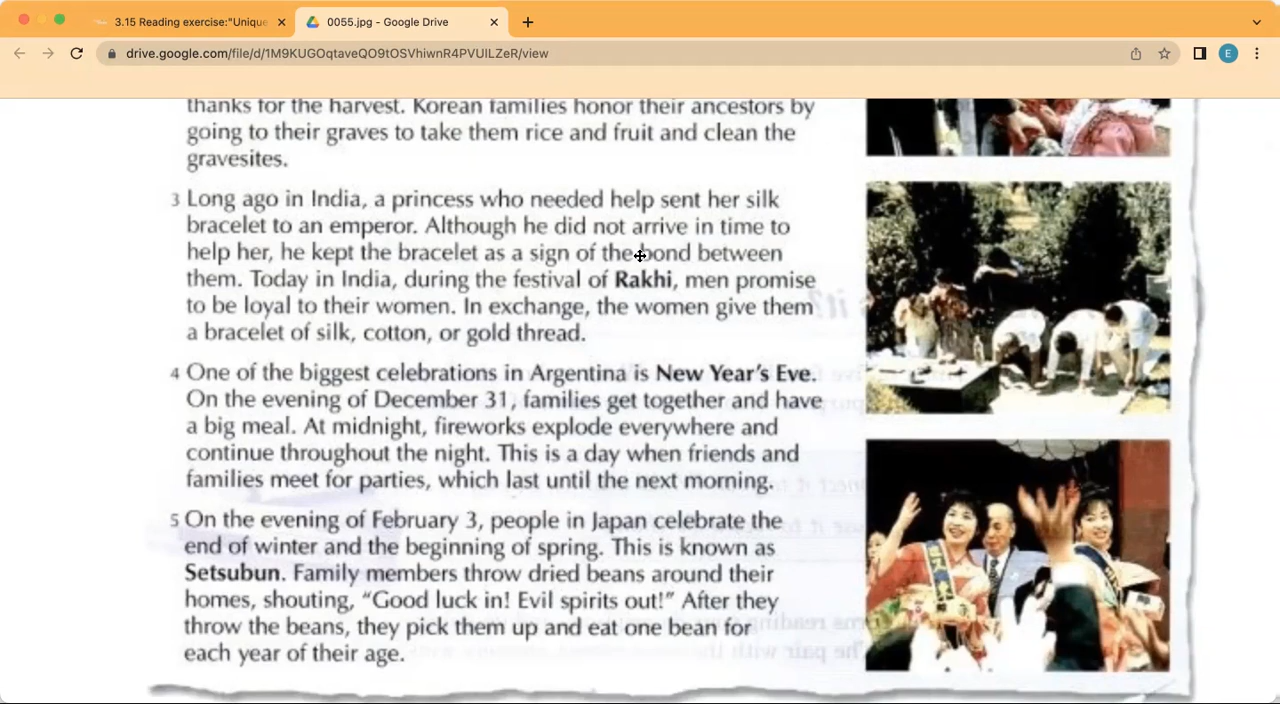 3.15 Reading exercise:"Unique
0055.jpg - Google Drive
drive.google.com/file/d/1M9KUGOqtaveQO9tOSVhiwnR4PVUlLZeR/view
E
thanks for the harvest. Korean families honor their ancestors by
going to their graves to take them rice and fruit and clean the
gravesites.
3 Long ago in India, a princess who needed help sent her silk
bracelet to an emperor. Although he did not arrive in time to
help her, he kept the bracelet as a sign of the bond between
them. Today in India, during the festival of Rakhi, men promise
to be loyal to their women. In exchange, the women give them
a bracelet of silk, cotton, or gold thread.
4 One of the biggest celebrations in Argentina is New Year's Eve.
On the evening of December 31, families get together and have
a big meal. At midnight, fireworks explode everywhere and
continue throughout the night. This is a day when friends and
families meet for parties, which last until the next morning.
5 On the evening of February 3, people in Japan celebrate the
end of winter and the beginning of spring. This is known as
Setsubun. Family members throw dried beans around their
homes, shouting, “Good luck in! Evil spirits out!” After they
throw the beans, they pick them up and eat one bean for
each year of their age.